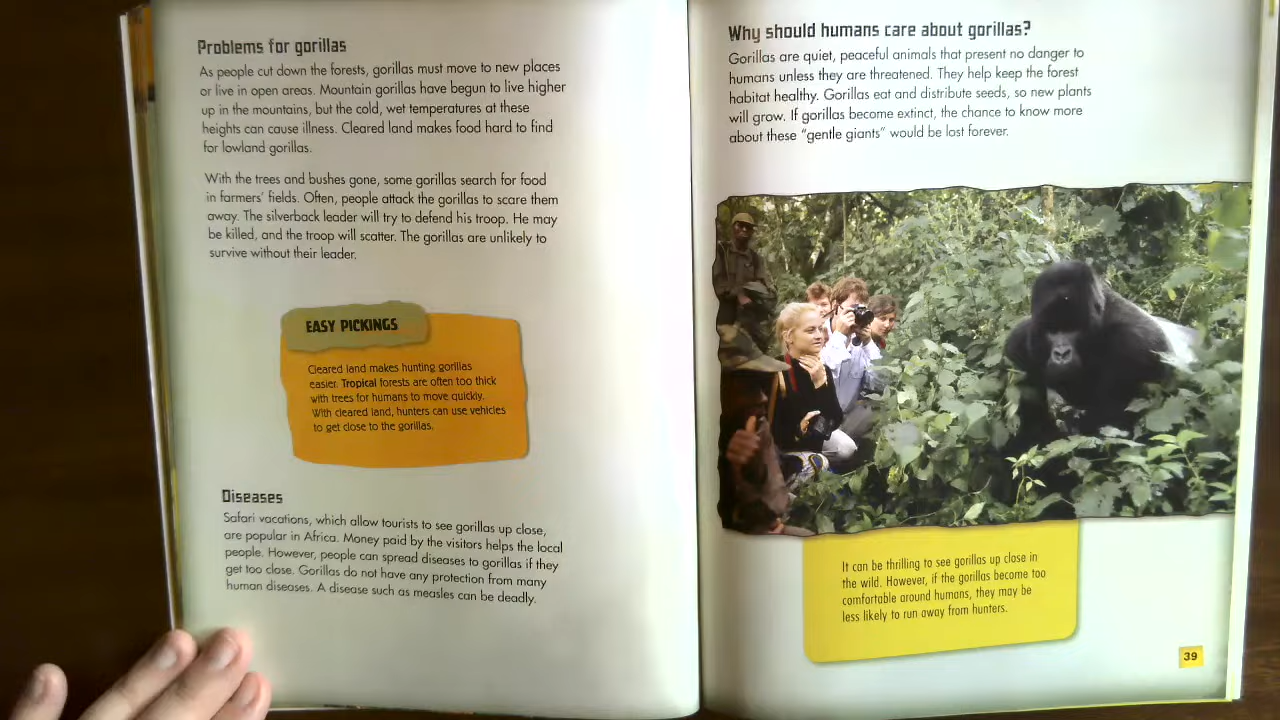 Problems for gorillas
As people cut down the forests, gorillas must move to new places
or live in open areas. Mountain gorillas have begun to live higher
up in the mountains, but the cold, wet temperatures at these
heights can cause illness. Cleared land makes food hard to find
for lowland gorillas.
With the trees and bushes gone, some gorillas search for food
in farmers' fields. Often, people attack the gorillas to scare them
away. The silverback leader will try to defend his troop. He may
be killed, and the troop will scatter. The gorillas are unlikely to
survive without their leader.
EASY PICKINGS
Cleared land makes hunting gorillas
easier. Tropical forests are often too thick
with trees for humans to move quickly.
With cleared land, hunters can use vehicles
to get close to the gorillas.
Diseases
Safari vacations, which allow tourists to see gorillas up close,
are popular in Africa. Money paid by the visitors helps the local
people. However, people can spread diseases to gorillas if they
get too close. Gorillas do not have any protection from many
human diseases. A disease such as measles can be deadly.
Why should humans care about gorillas?
Gorillas are quiet, peaceful animals that present no danger to
humans unless they are threatened. They help keep the forest
habitat healthy. Gorillas eat and distribute seeds, so new plants
will grow. If gorillas become extinct, the chance to know more
about these "gentle giants" would be lost forever.
It can be thrilling to see gorillas up close in
the wild. However, if the gorillas become too
comfortable around humans, they may be
less likely to run away from hunters.
39